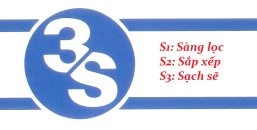 3S
S1: Sàng lọc
S2: Sắp xếp
S3: Sạch sẽ